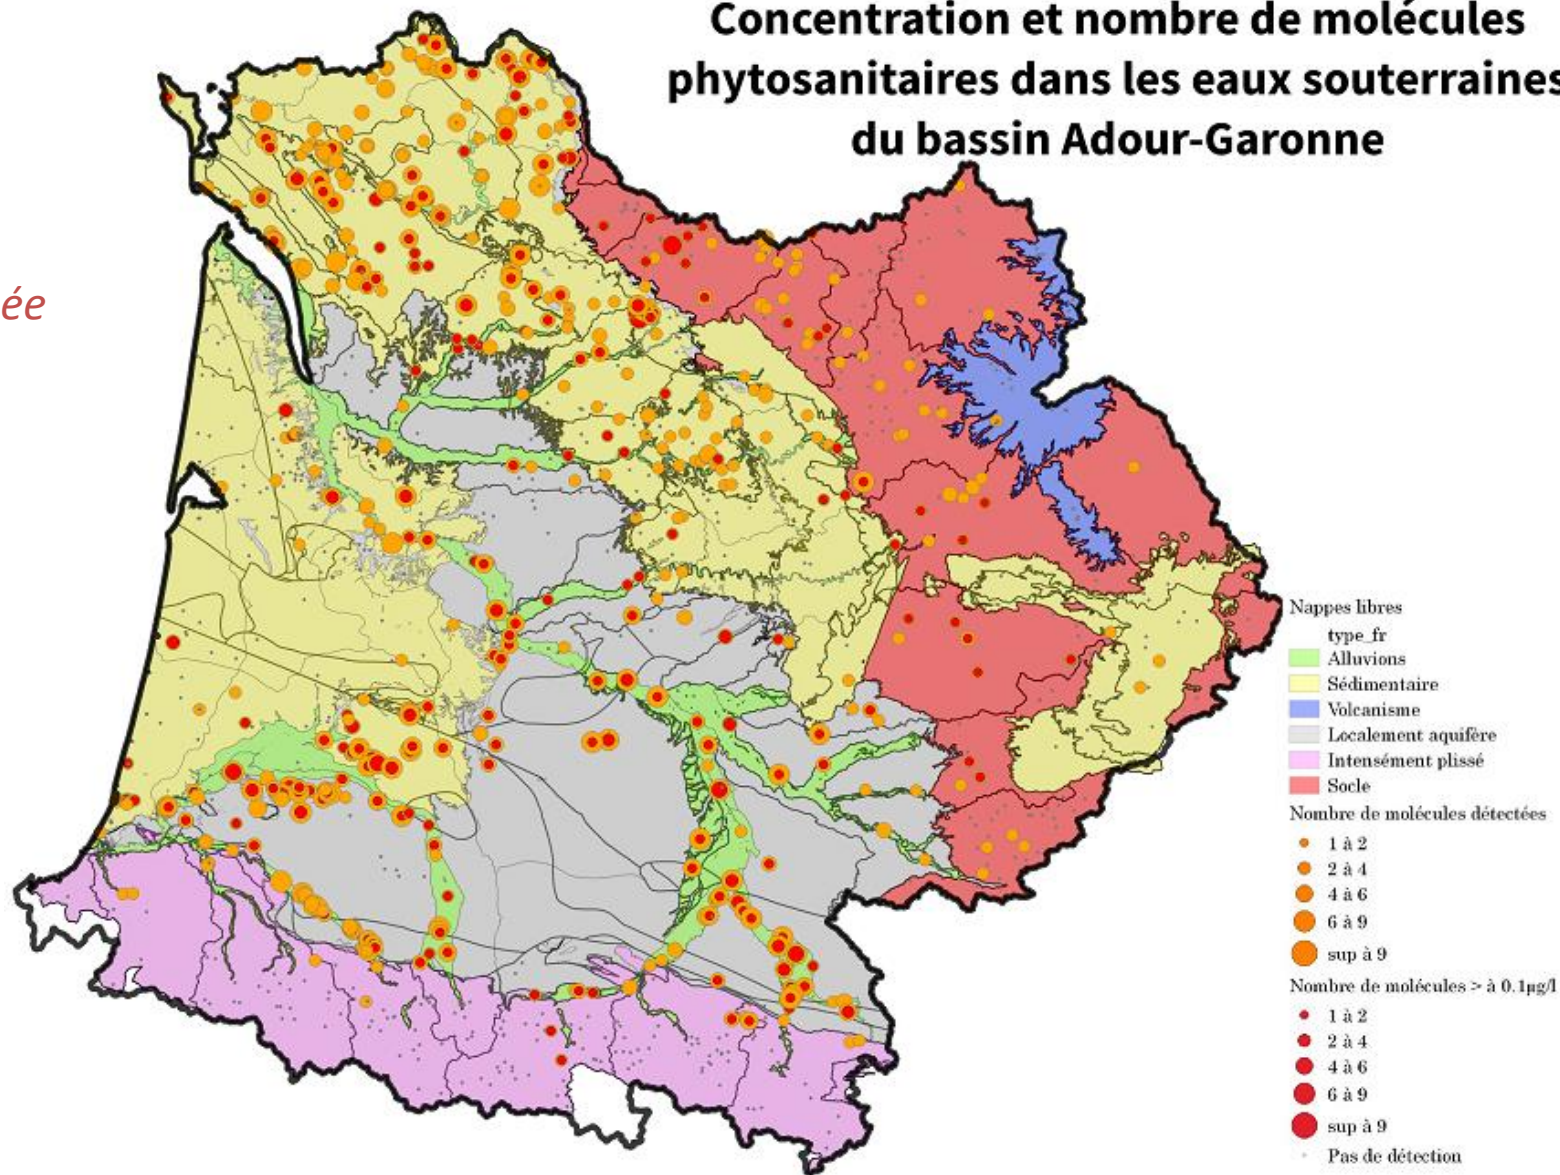 Concentration et nombre de molécules
phytosanitaires dans les eaux souterraines
du bassin Adour-Garonne
ée
Nappes libres
type_fr
Alluvions
Sédimentaire
Volcanisme
Localement aquifère
Intensément plissé
Socle
Nombre de molécules détectées
1 à 2
2 à 4
4 à 6
6 à 9
sup à 9
Nombre de molécules > à 0.1µg/l
1 à 2
2 à 4
4 à 6
6 à 9
sup à 9
Pas de détection